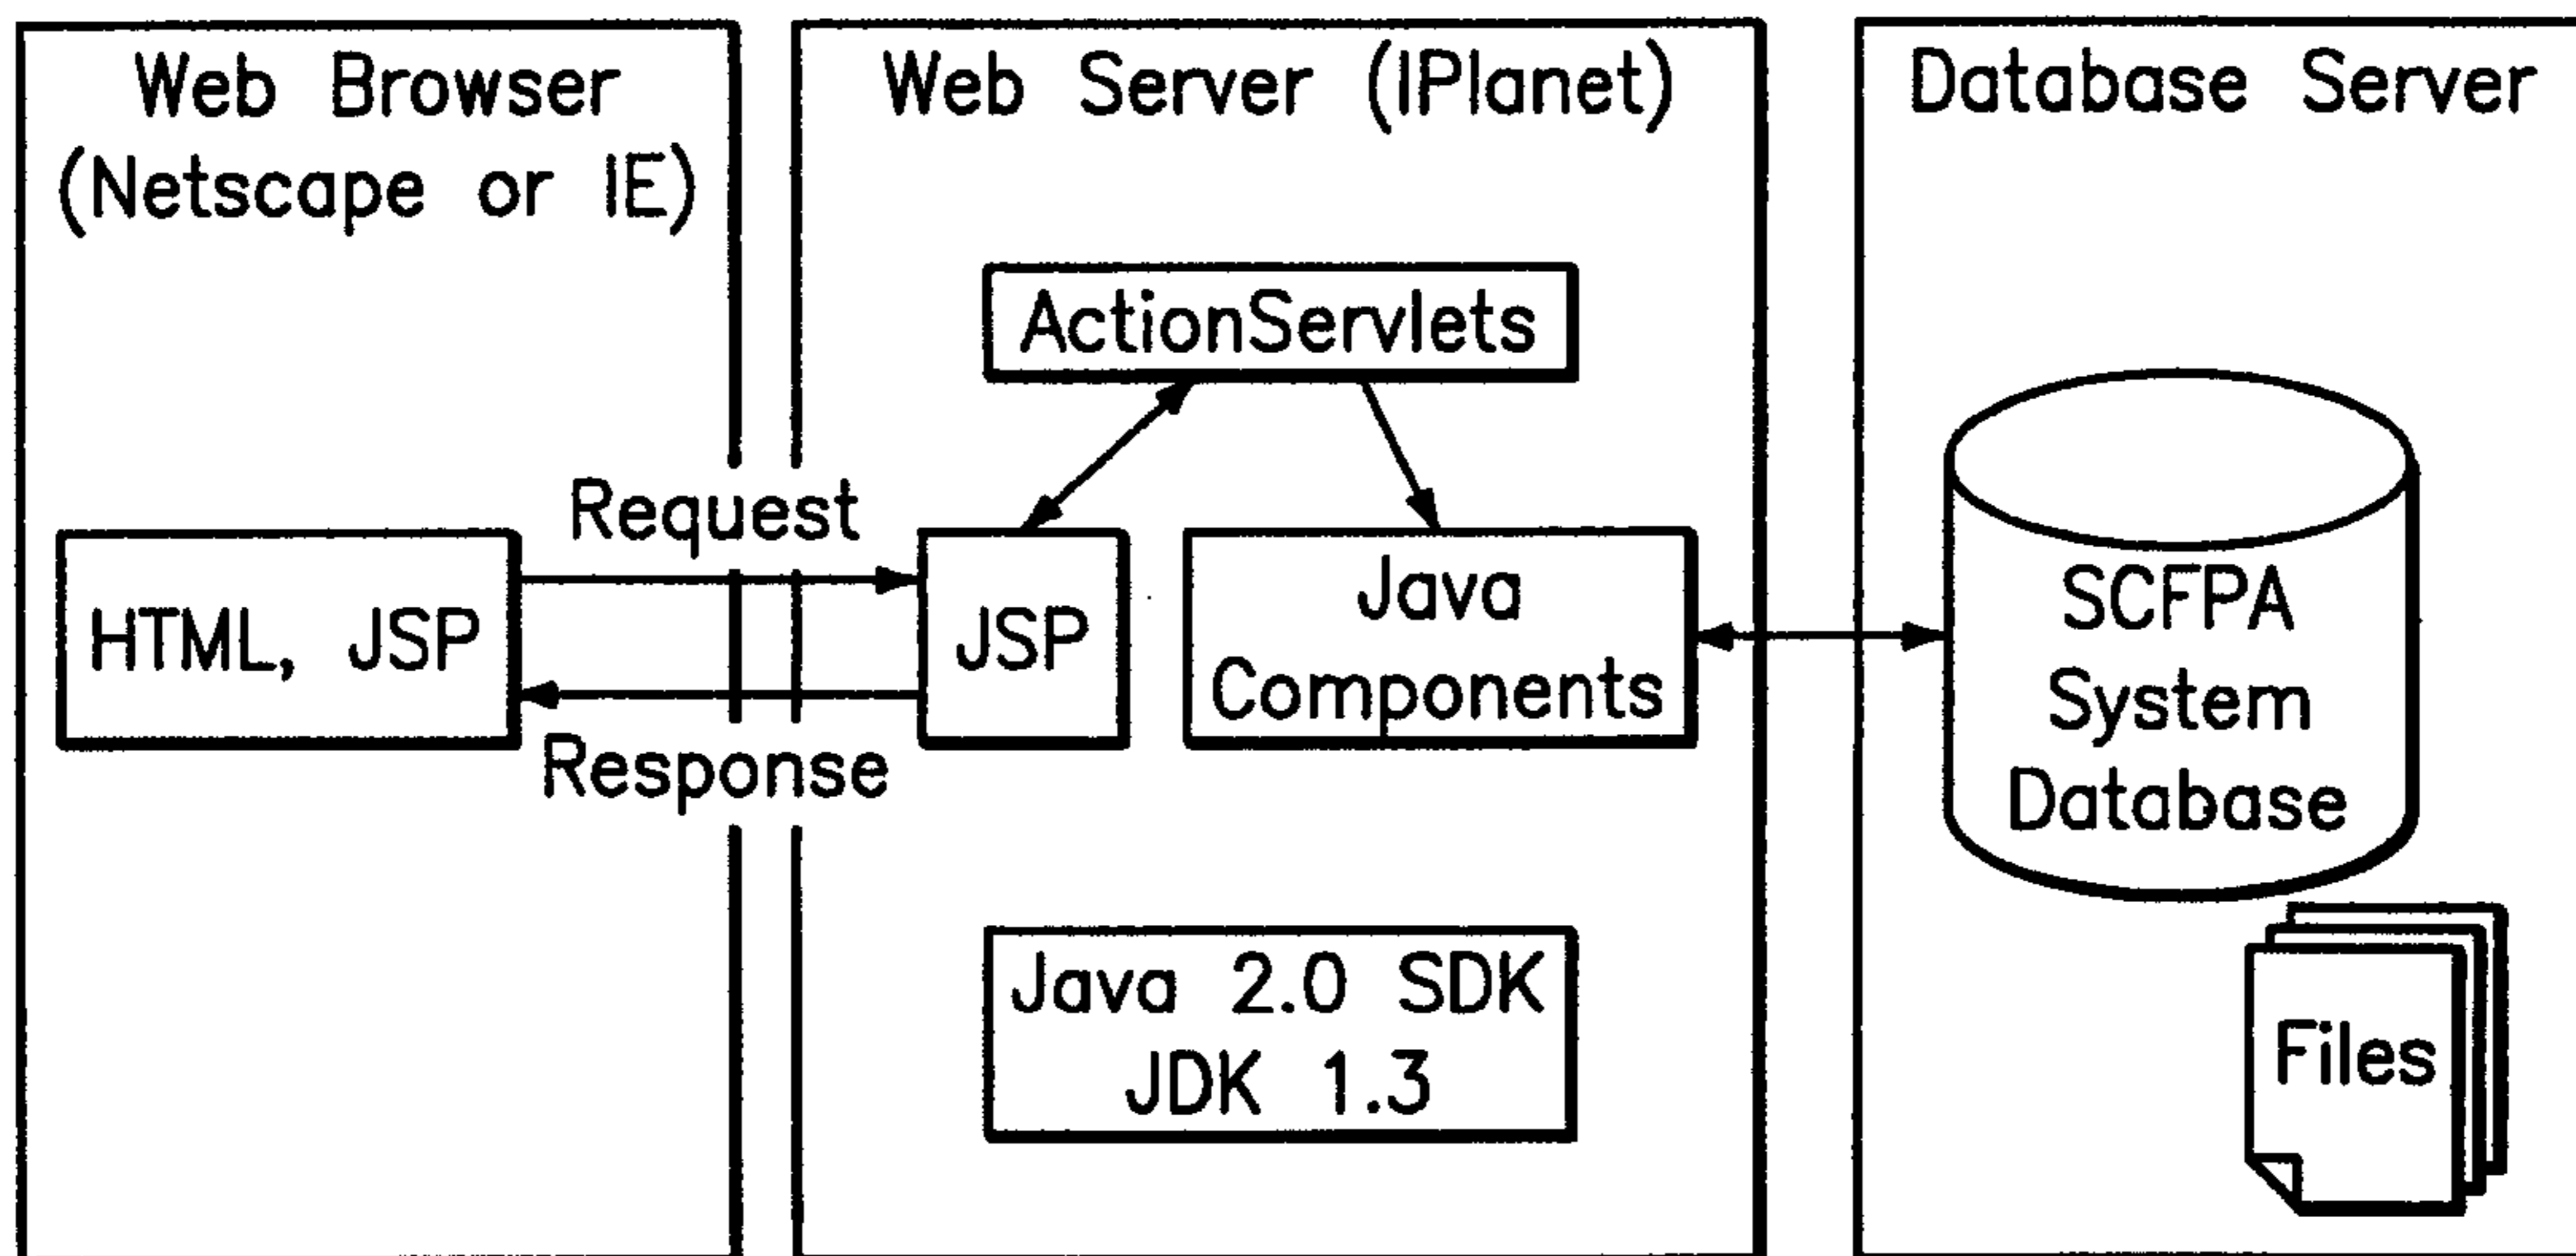 Web Browser
(Netscape or IE)
HTML, JSP
Request
Response
Web Server (IPlanet)
ActionServlets
JSP
Java
Components
Java 2.0 SDK
JDK 1.3
Database Server
SCFPA
System
Database
Files